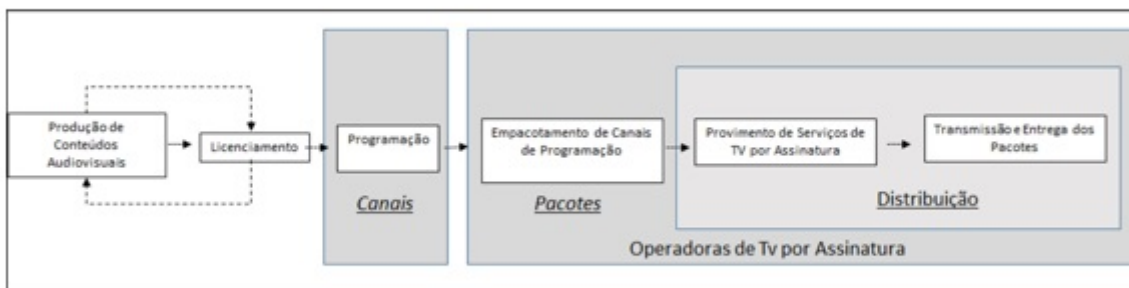 Produção de
Conteúdos
Audiovisuais
Licenciamento
Programação
Canais
Empacotamento de Canais
de Programação
Pacotes
Provimento de Serviços de
TV por Assinatura
Transmissão e Entrega dos
Pacotes
Distribuição
Operadoras de Tv por Assinatura